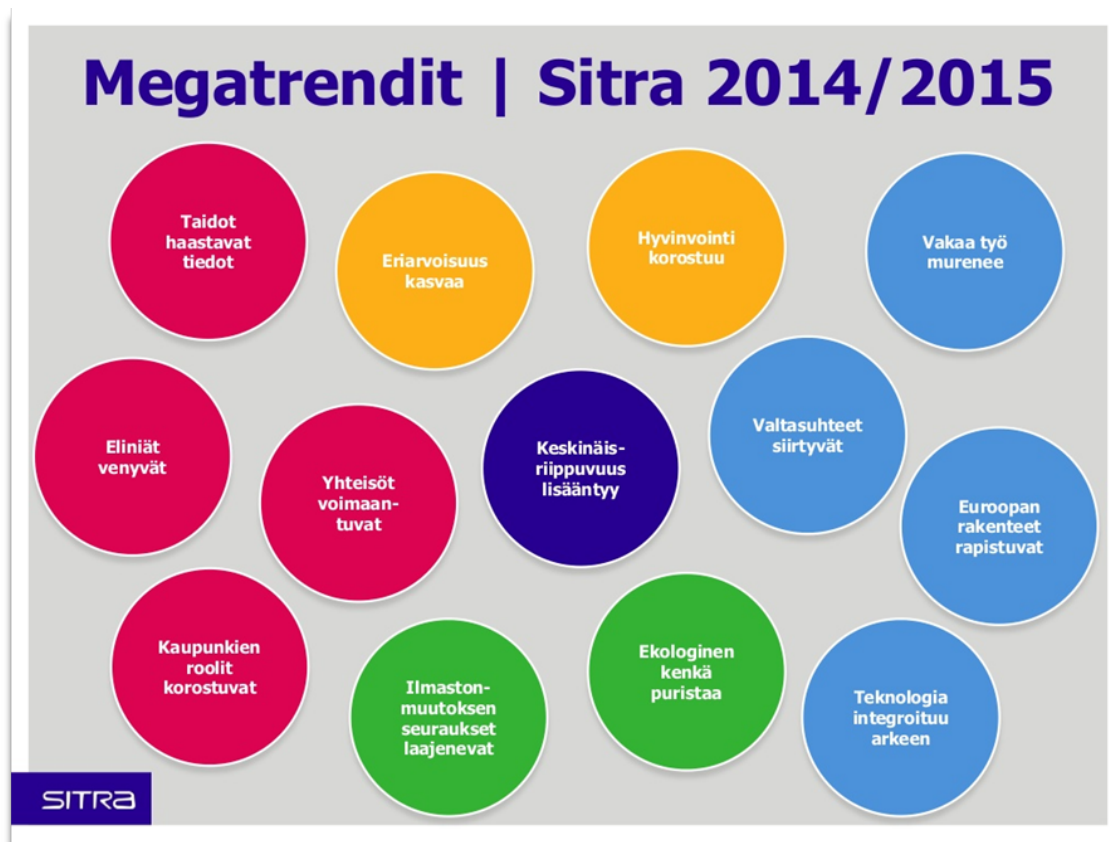 Megatrendit | Sitra 2014/2015
Taidot
haastavat
tiedot
Eriarvoisuus
kasvaa
Hyvinvointi
korostuu
Vakaa työ
murenee
Eliniät
venyvät
Yhteisöt
voimaan-
tuvat
Keskinäis-
riippuvuus
lisääntyy
Valtasuhteet
siirtyvät
Euroopan
rakenteet
rapistuvat
Kaupunkien
roolit
korostuvat
Ilmaston-
muutoksen
seuraukset
laajenevat
Ekologinen
kenkä
puristaa
Teknologia
integroituu
arkeen
SITRA